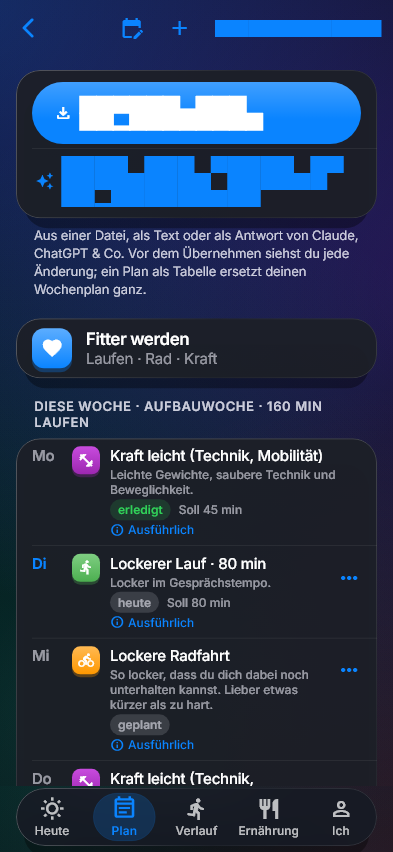 Aus einer Datei, als Text oder als Antwort von Claude,
ChatGPT & Co. Vor dem Übernehmen siehst du jede
Änderung; ein Plan als Tabelle ersetzt deinen
Wochenplan ganz.
Fitter werden
Laufen · Rad · Kraft
DIESE WOCHE · AUFBAUWOCHE · 160 MIN
LAUFEN
Mo
Kraft leicht (Technik, Mobilität)
Leichte Gewichte, saubere Technik und
Beweglichkeit.
erledigt Soll 45 min
Ausführlich
Di
Lockerer Lauf · 80 min
Locker im Gesprächstempo.
heute Soll 80 min
Ausführlich
Mi
Lockere Radfahrt
So locker, dass du dich dabei noch
unterhalten kannst. Lieber etwas
kürzer als zu hart.
geplant
Ausführlich
Do
Kraft leicht (Technik,
Heute Plan Verlauf Ernährung Ich